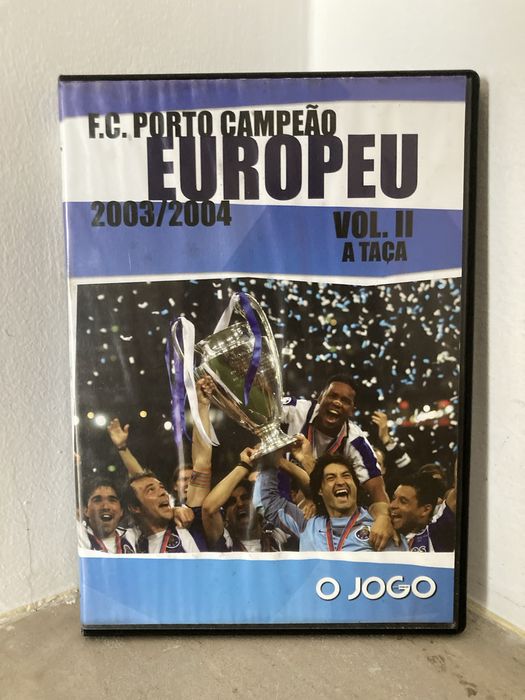 F.C. PORTO CAMPEÃO
EUROPEU
2003/2004
VOL. II
A TAÇA
O JOGO